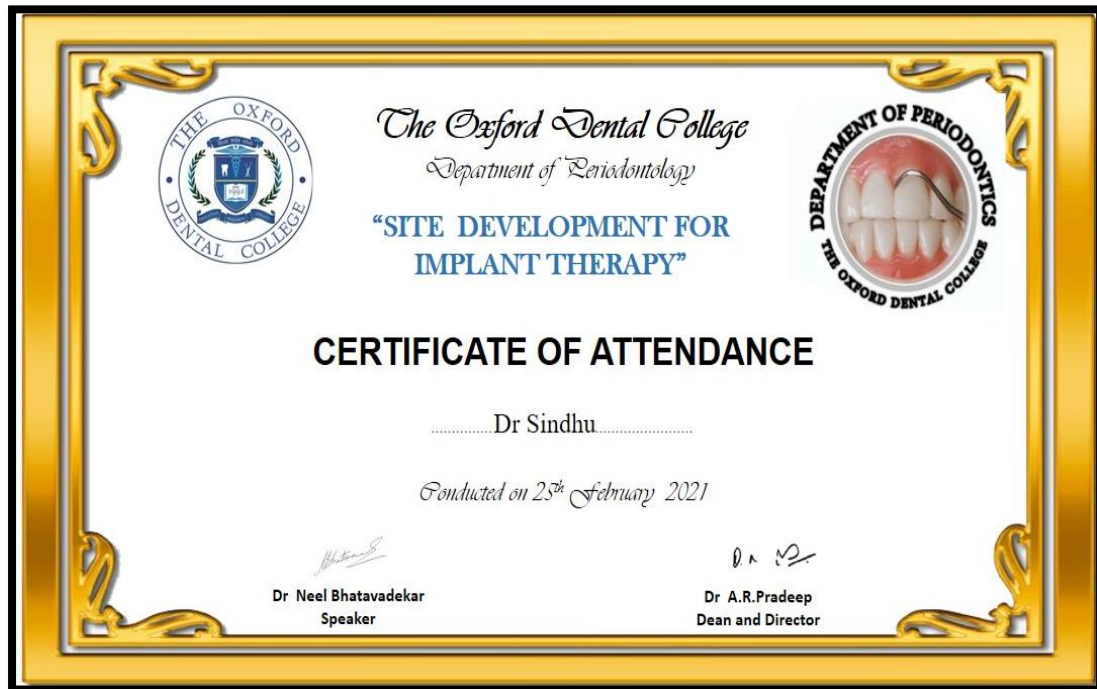 THE OXFORD DENTAL COLLEGE
The Oxford Dental College
Department of Periodontology
“SITE DEVELOPMENT FOR
IMPLANT THERAPY”
DEPARTMENT OF PERIODONTICS
THE OXFORD DENTAL COLLEGE
CERTIFICATE OF ATTENDANCE
...............Dr Sindhu........................
Conducted on 25th February 2021
Dr Neel Bhatavadekar
Speaker
Dr A.R.Pradeep
Dean and Director